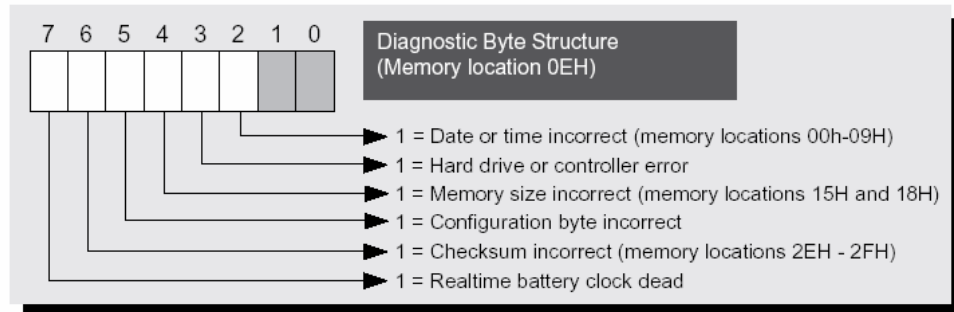 7 6 5 4 3 2 1 0
Diagnostic Byte Structure
(Memory location 0EH)
1 = Date or time incorrect (memory locations 00h-09H)
1 = Hard drive or controller error
1 = Memory size incorrect (memory locations 15H and 18H)
1 = Configuration byte incorrect
1 = Checksum incorrect (memory locations 2EH - 2FH)
1 = Realtime battery clock dead